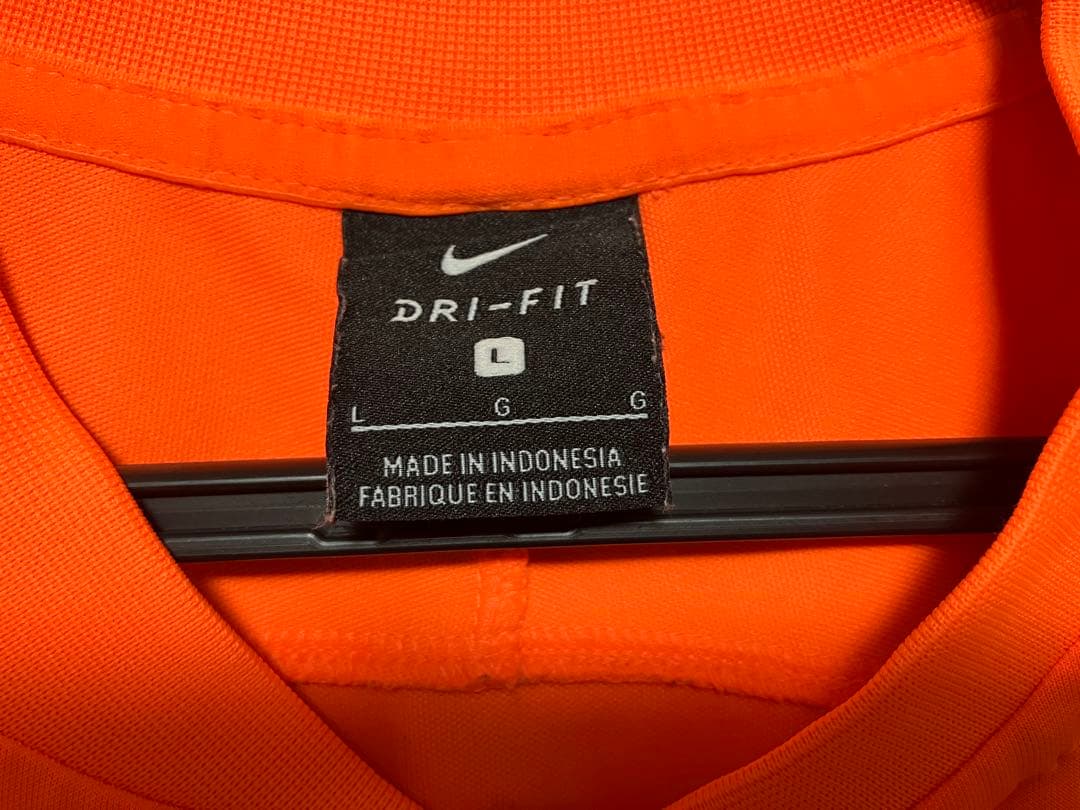 DRI-FIT
L
L G G
MADE IN INDONESIA
FABRIQUE EN INDONESIE